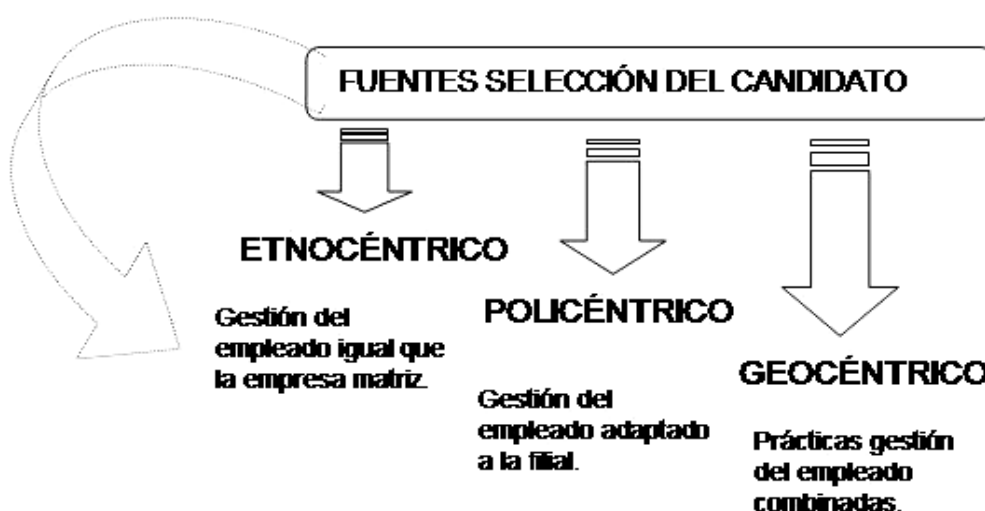 FUENTES SELECCIÓN DEL CANDIDATO
ETNOCÉNTRICO
Gestión del
empleado igual que
la empresa matriz.
POLICÉNTRICO
Gestión del
empleado adaptado
a la filial.
GEOCÉNTRICO
Prácticas gestión
del empleado
combinadas.